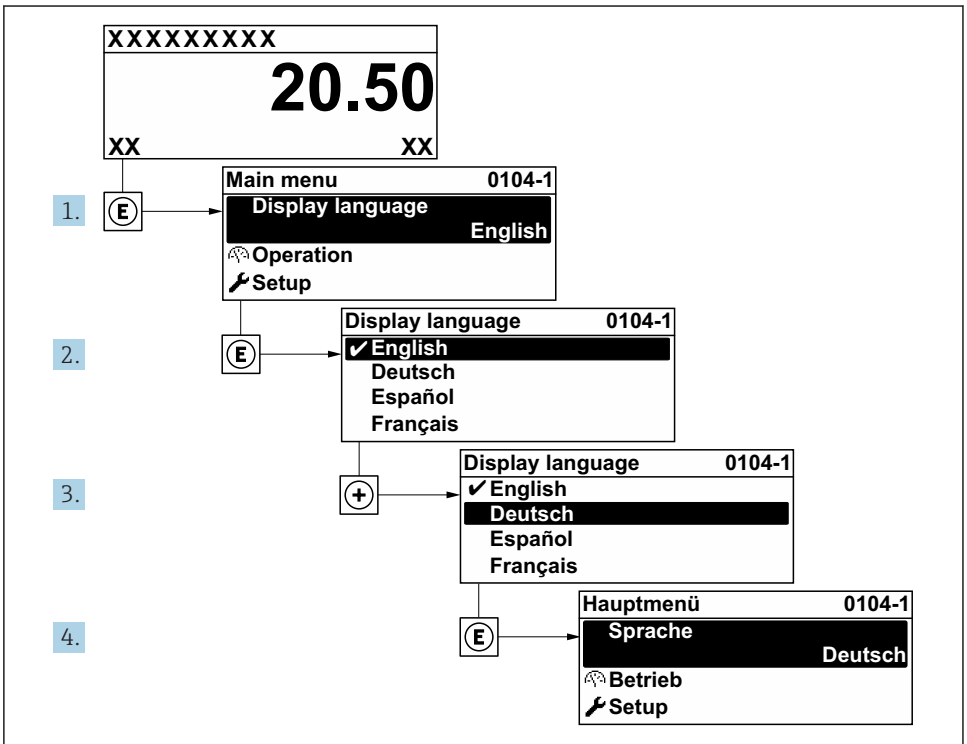 XXXXXXXXX
20.50
XX XX
Main menu 0104-1
1. E Display language
English
Operation
Setup
Display language 0104-1
2. E ✔ English
Deutsch
Español
Français
Display language 0104-1
3. + ✔ English
Deutsch
Español
Français
Hauptmenü 0104-1
4. E Sprache
Deutsch
Betrieb
Setup